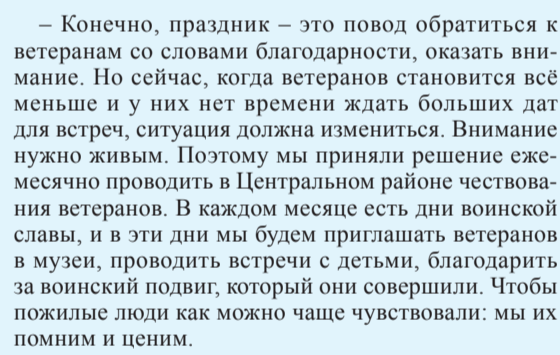 – Конечно, праздник – это повод обратиться к
ветеранам со словами благодарности, оказать вни-
мание. Но сейчас, когда ветеранов становится всё
меньше и у них нет времени ждать больших дат
для встреч, ситуация должна измениться. Внимание
нужно живым. Поэтому мы приняли решение еже-
месячно проводить в Центральном районе чествова-
ния ветеранов. В каждом месяце есть дни воинской
славы, и в эти дни мы будем приглашать ветеранов
в музеи, проводить встречи с детьми, благодарить
за воинский подвиг, который они совершили. Чтобы
пожилые люди как можно чаще чувствовали: мы их
помним и ценим.